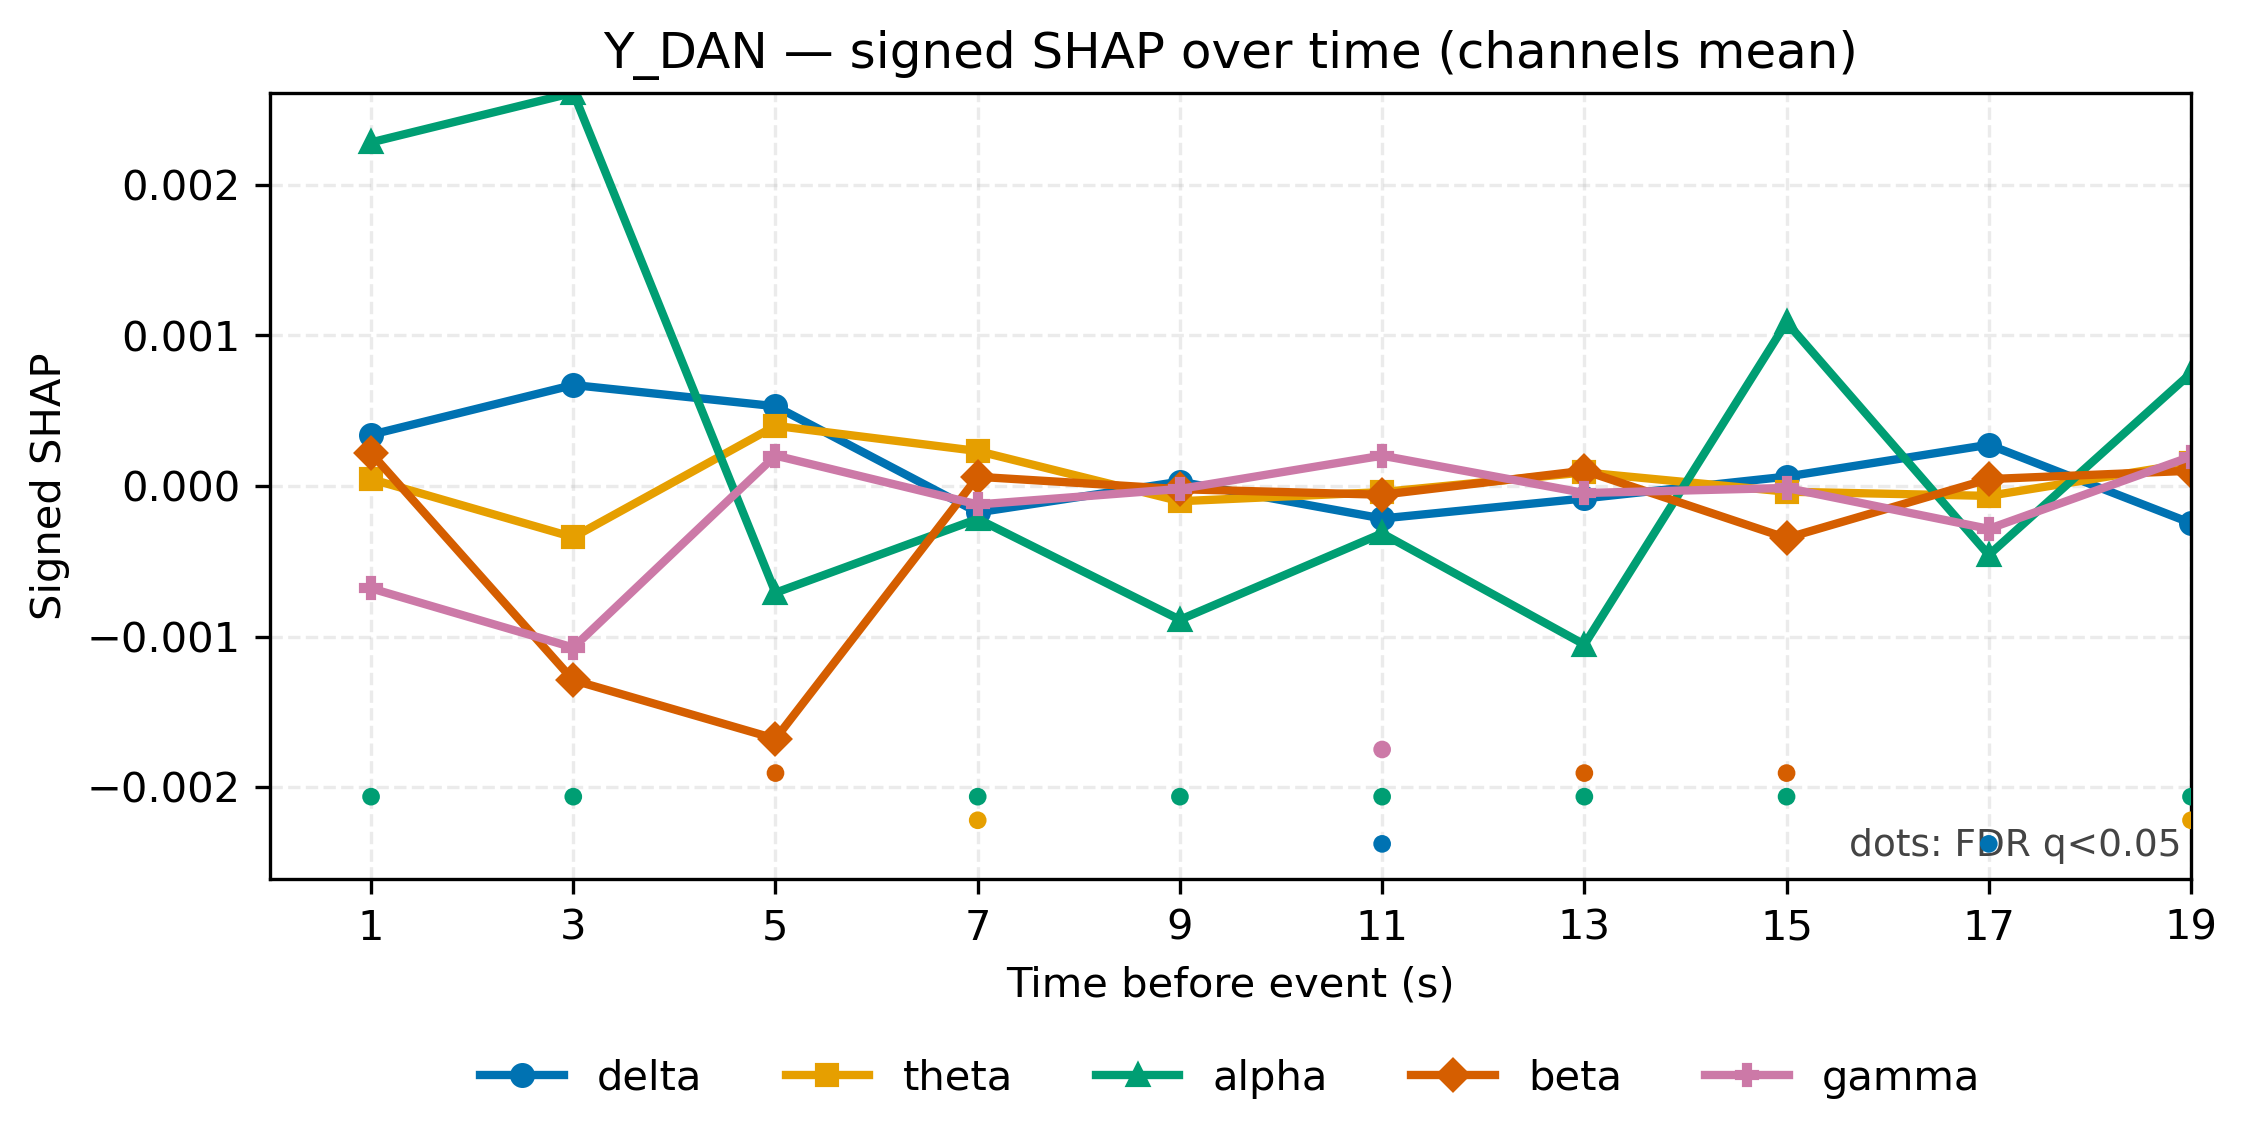 Y_DAN — signed SHAP over time (channels mean)
Signed SHAP
0.002
0.001
0.000
−0.001
−0.002
dots: FDR q<0.05
1 3 5 7 9 11 13 15 17 19
Time before event (s)
delta theta alpha beta gamma